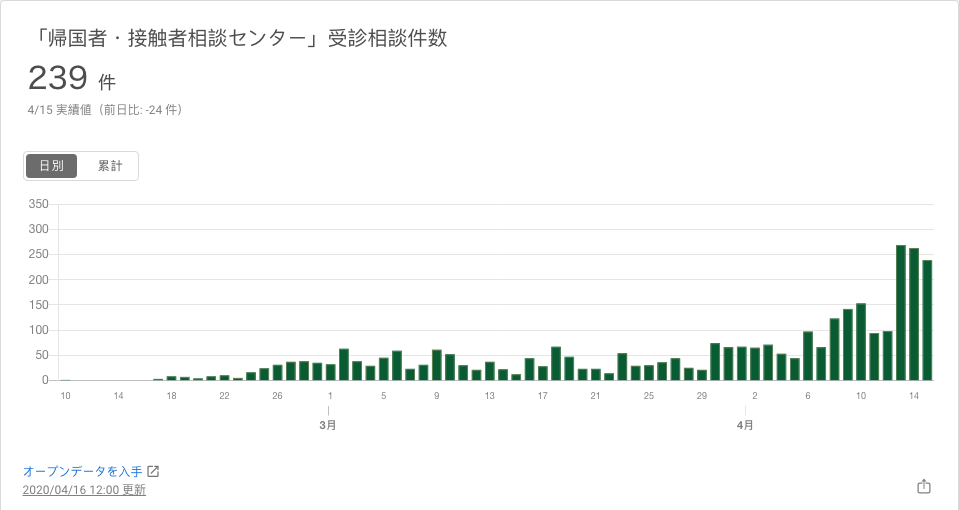 「帰国者・接触者相談センター」受診相談件数
239 件
4/15 実績値（前日比: -24 件）
日別 累計
350
300
250
200
150
100
50
0
10 14 18 22 26 1 5 9 13 17 21 25 29 2 6 10 14
3月 4月
オープンデータを入手
2020/04/16 12:00 更新